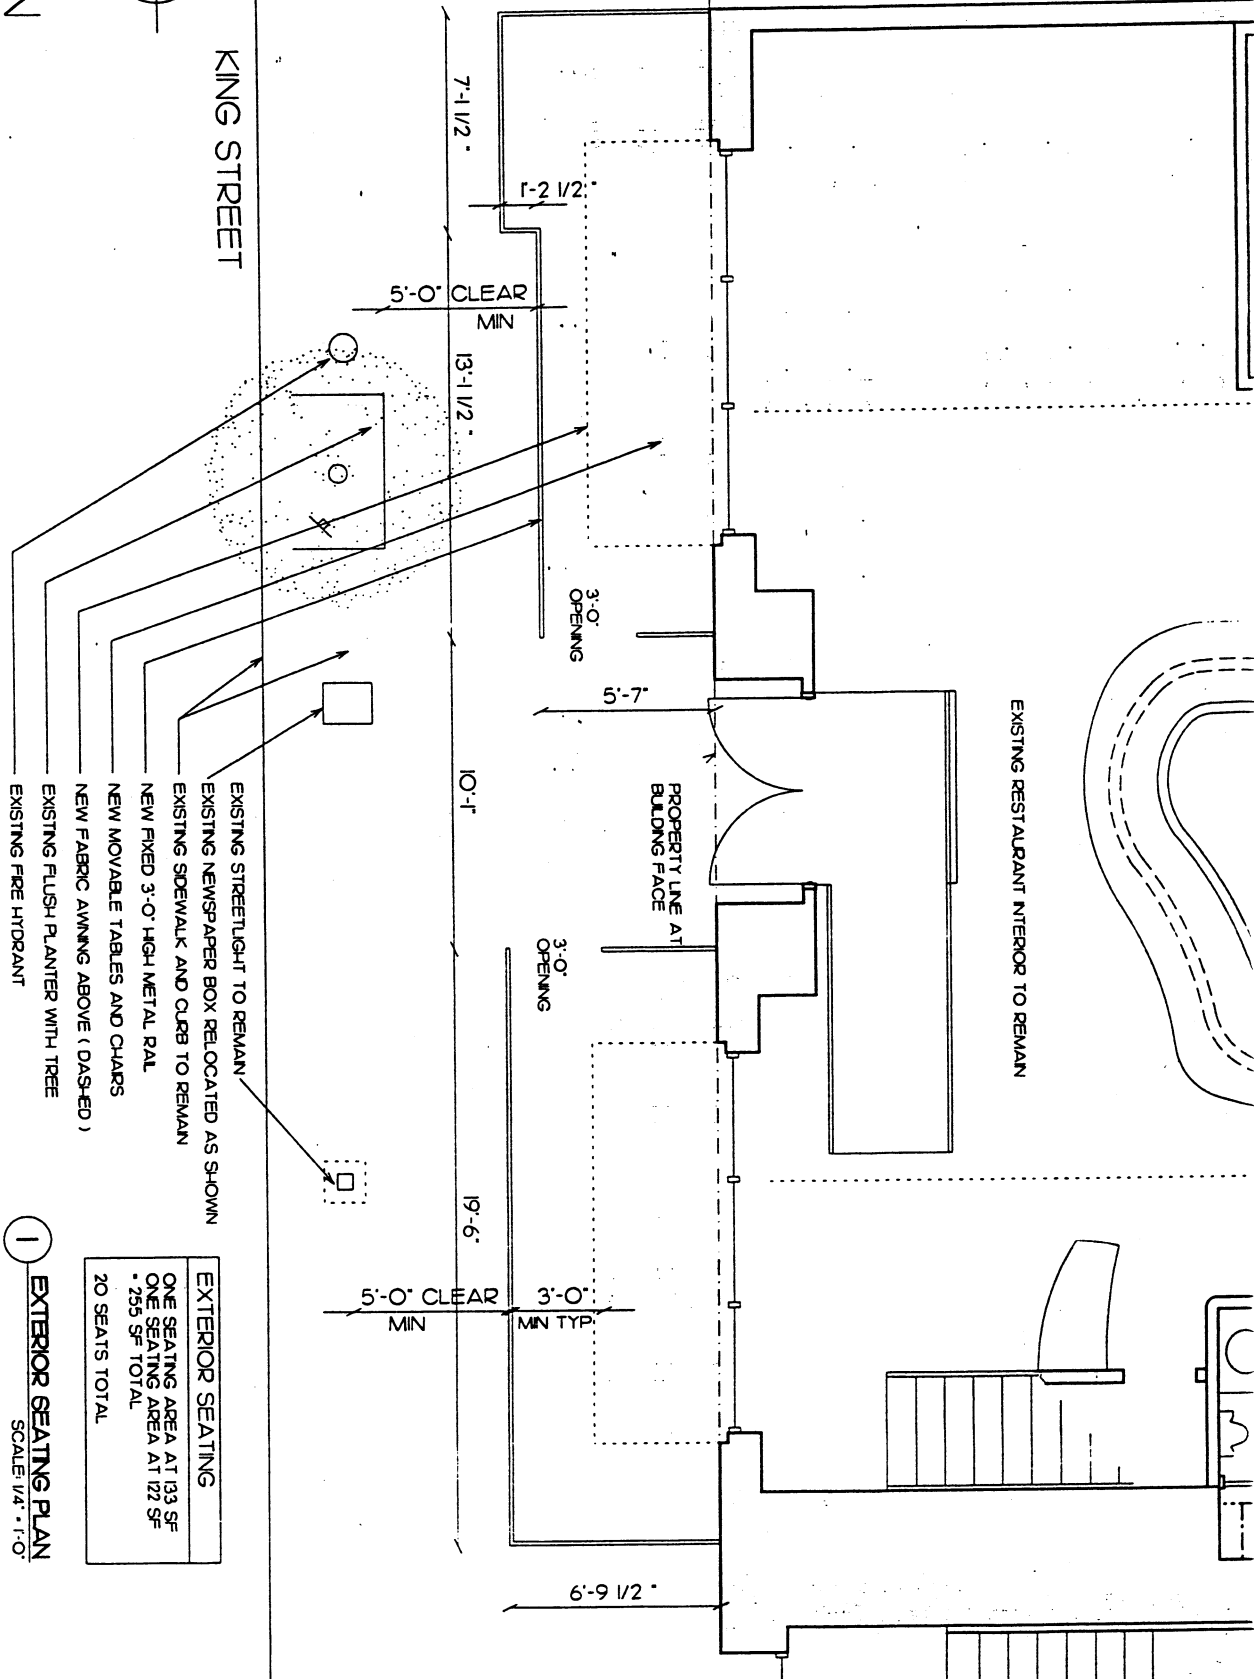 KING STREET
7'-1 1/2"
1'-2 1/2"
5'-0" CLEAR
MIN
13'-1 1/2"
3'-0"
OPENING
5'-7"
10'-1"
PROPERTY LINE AT
BUILDING FACE
EXISTING RESTAURANT INTERIOR TO REMAIN
3'-0"
OPENING
19'-6"
5'-0" CLEAR
MIN
3'-0"
MIN TYP
6'-9 1/2"
EXISTING STREETLIGHT TO REMAIN
EXISTING NEWSPAPER BOX RELOCATED AS SHOWN
EXISTING SIDEWALK AND CURB TO REMAIN
NEW FIXED 3'-0" HIGH METAL RAIL
NEW MOVABLE TABLES AND CHAIRS
NEW FABRIC AWNING ABOVE ( DASHED )
EXISTING FLUSH PLANTER WITH TREE
EXISTING FIRE HYDRANT
EXTERIOR SEATING
ONE SEATING AREA AT 133 SF
ONE SEATING AREA AT 122 SF
= 255 SF TOTAL
20 SEATS TOTAL
1
EXTERIOR SEATING PLAN
SCALE: 1/4" = 1'-0"